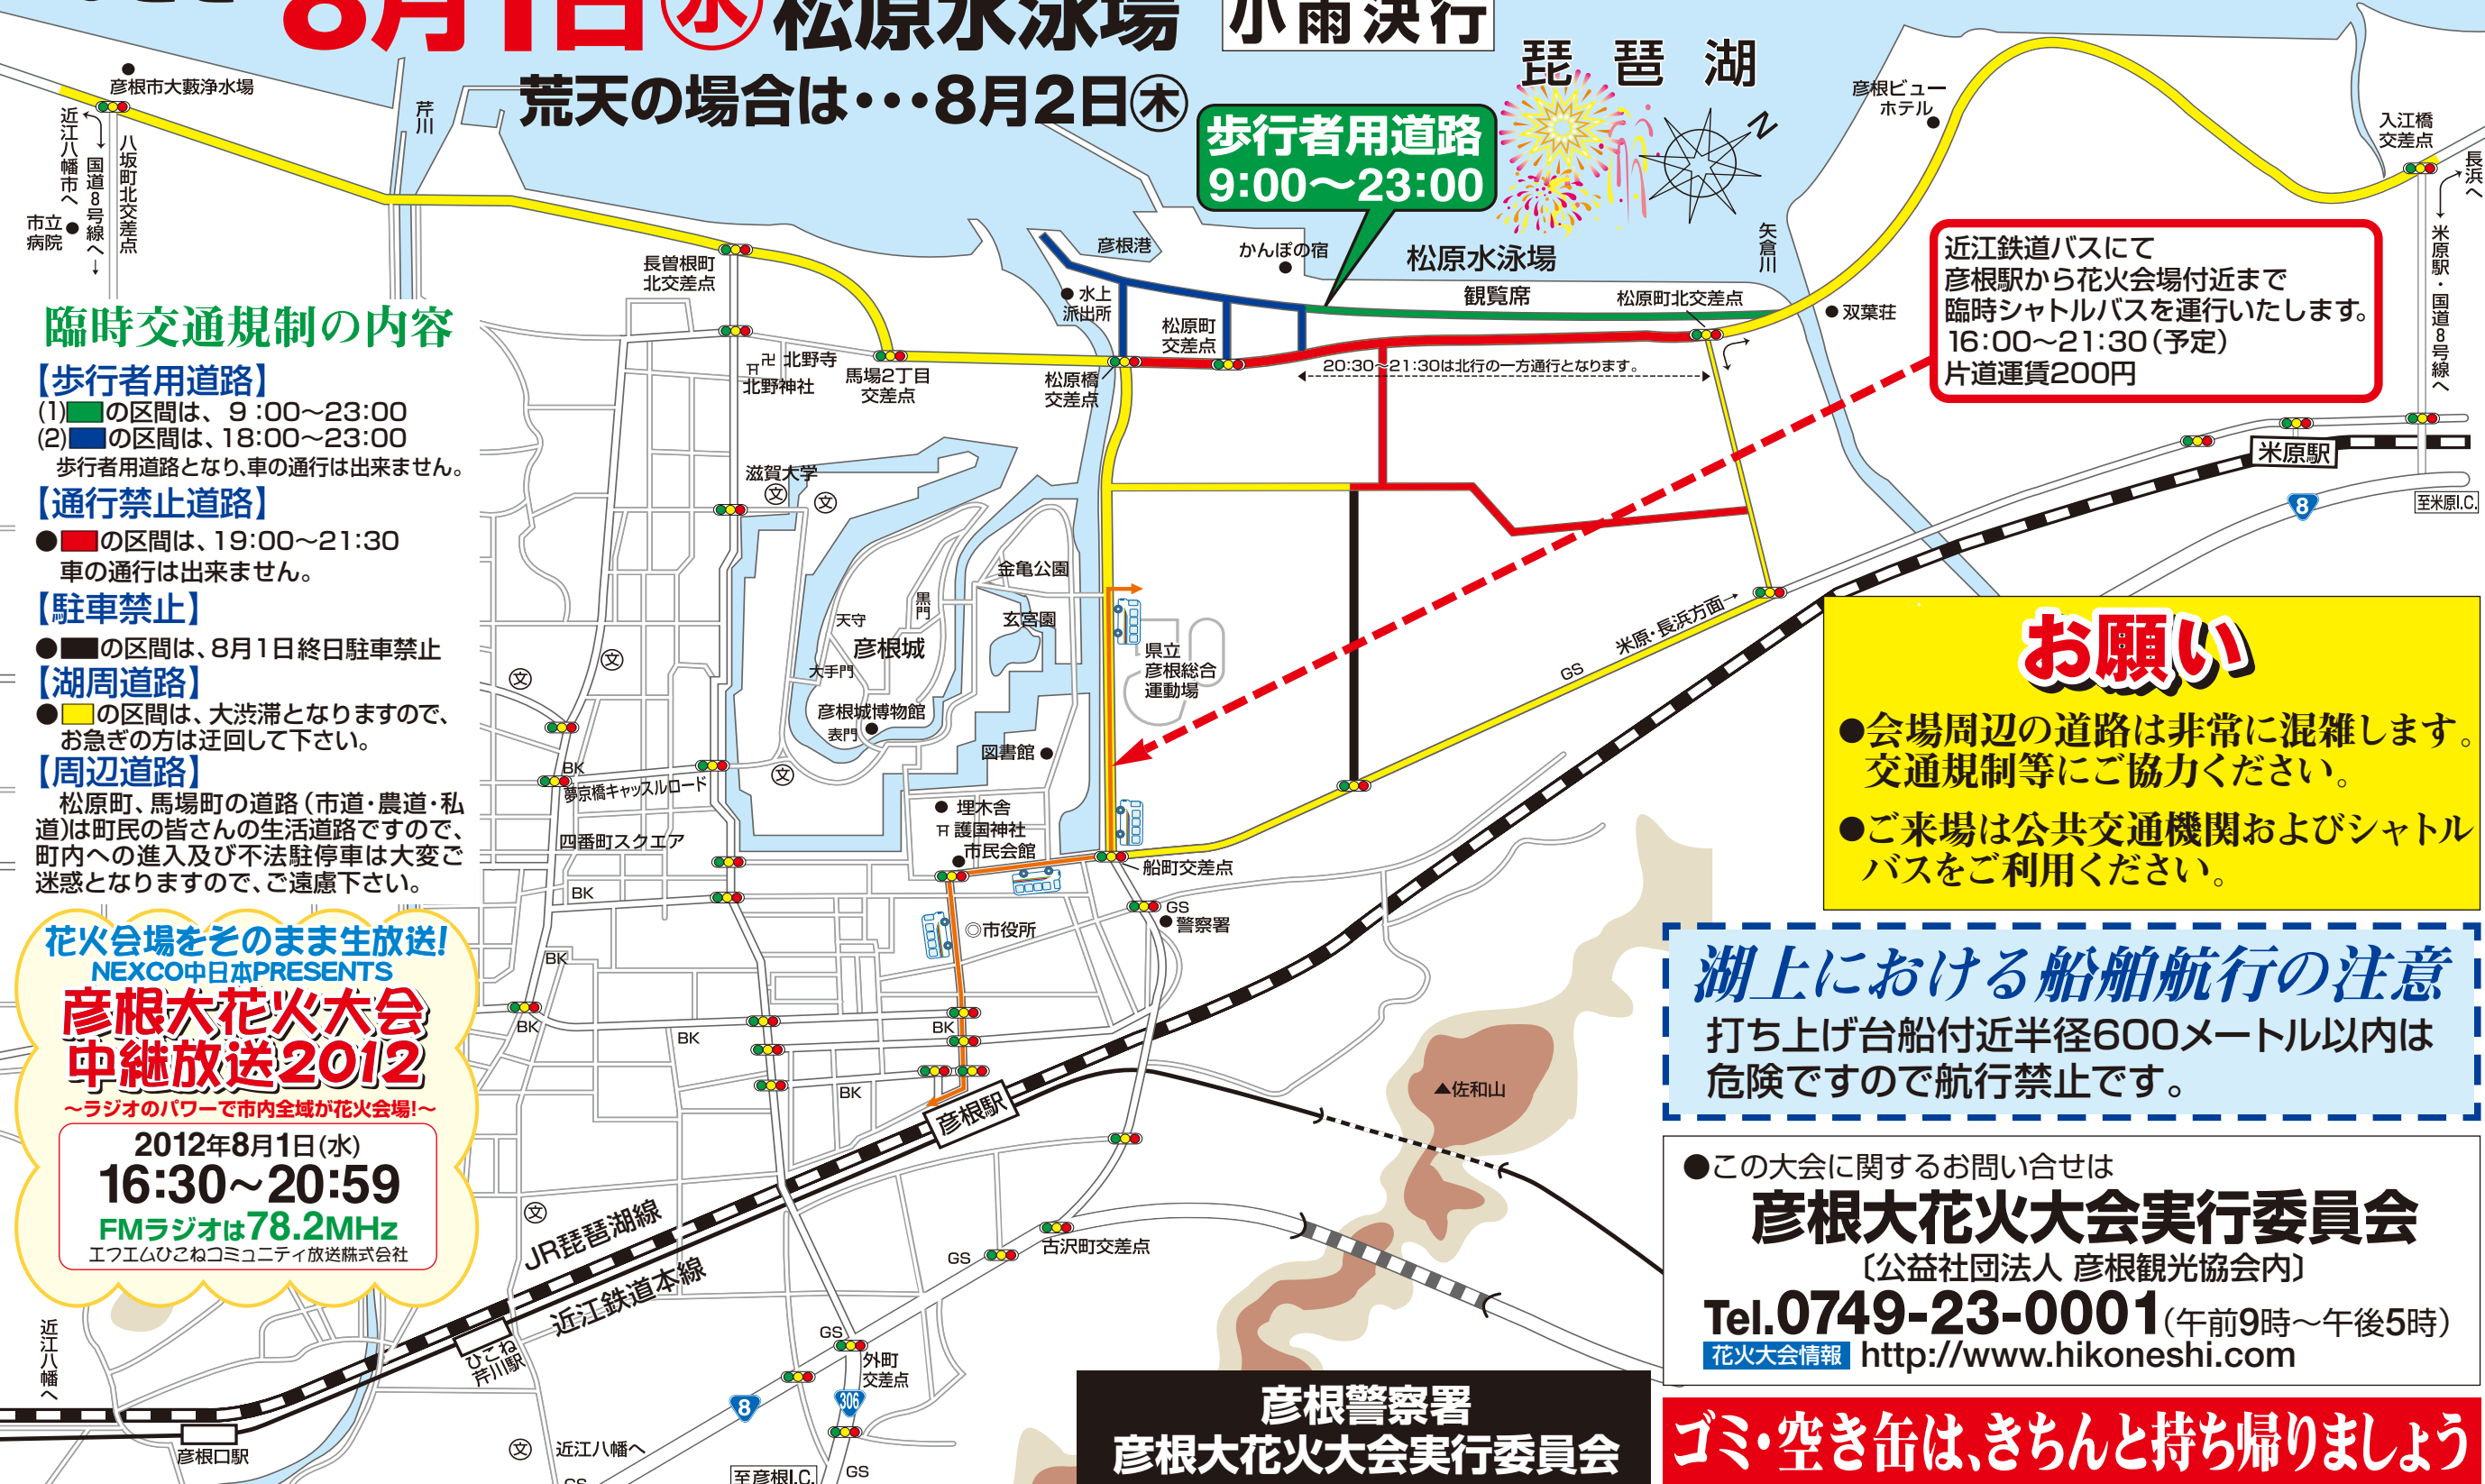 8月1日㊌松原水泳場
小雨決行
荒天の場合は・・・8月2日㊍
琵琶湖
歩行者用道路
9:00〜23:00
N
彦根市大藪浄水場
近江八幡市へ
国道8号線へ→
八坂町北交差点
市立
病院
芹川
長曽根町
北交差点
卍 北野寺
北野神社
馬場2丁目
交差点
彦根港
水上
派出所
松原町
交差点
松原橋
交差点
かんぽの宿
松原水泳場
観覧席
松原町北交差点
20:30〜21:30は北行の一方通行となります。
矢倉川
双葉荘
彦根ビュー
ホテル
入江橋
交差点
長浜へ
米原駅・国道8号線へ
近江鉄道バスにて
彦根駅から花火会場付近まで
臨時シャトルバスを運行いたします。
16:00〜21:30(予定)
片道運賃200円
米原駅
8
至米原I.C.
臨時交通規制の内容
【歩行者用道路】
(1)の区間は、9:00〜23:00
(2)の区間は、18:00〜23:00
歩行者用道路となり、車の通行は出来ません。
【通行禁止道路】
●の区間は、19:00〜21:30
車の通行は出来ません。
【駐車禁止】
●の区間は、8月1日終日駐車禁止
【湖周道路】
●の区間は、大渋滞となりますので、
お急ぎの方は迂回して下さい。
【周辺道路】
松原町、馬場町の道路(市道・農道・私
道)は町民の皆さんの生活道路ですので、
町内への進入及び不法駐停車は大変ご
迷惑となりますので、ご遠慮下さい。
滋賀大学
文
文
金亀公園
黒門
玄宮園
天守
彦根城
大手門
彦根城博物館
表門
図書館
県立
彦根総合
運動場
文
文
文
BK
夢京橋キャッスルロード
四番町スクエア
埋木舎
護国神社
市民会館
船町交差点
GS
米原・長浜方面→
BK
◎市役所
GS
警察署
BK
BK
BK
BK
BK
彦根駅
▲佐和山
文
JR琵琶湖線
近江鉄道本線
GS
古沢町交差点
GS
外町
交差点
ひこね
芹川駅
8
306
近江八幡へ
彦根口駅
文
近江八幡へ
GS
至彦根I.C.
GS
花火会場をそのまま生放送!
NEXCO中日本PRESENTS
彦根大花火大会
中継放送2012
〜ラジオのパワーで市内全域が花火会場!〜
2012年8月1日(水)
16:30〜20:59
FMラジオは78.2MHz
エフエムひこねコミュニティ放送株式会社
お願い
●会場周辺の道路は非常に混雑します。
交通規制等にご協力ください。
●ご来場は公共交通機関およびシャトル
バスをご利用ください。
湖上における船舶航行の注意
打ち上げ台船付近半径600メートル以内は
危険ですので航行禁止です。
●この大会に関するお問い合せは
彦根大花火大会実行委員会
〔公益社団法人 彦根観光協会内〕
Tel.0749-23-0001(午前9時〜午後5時)
花火大会情報 http://www.hikoneshi.com
彦根警察署
彦根大花火大会実行委員会
ゴミ・空き缶は、きちんと持ち帰りましょう